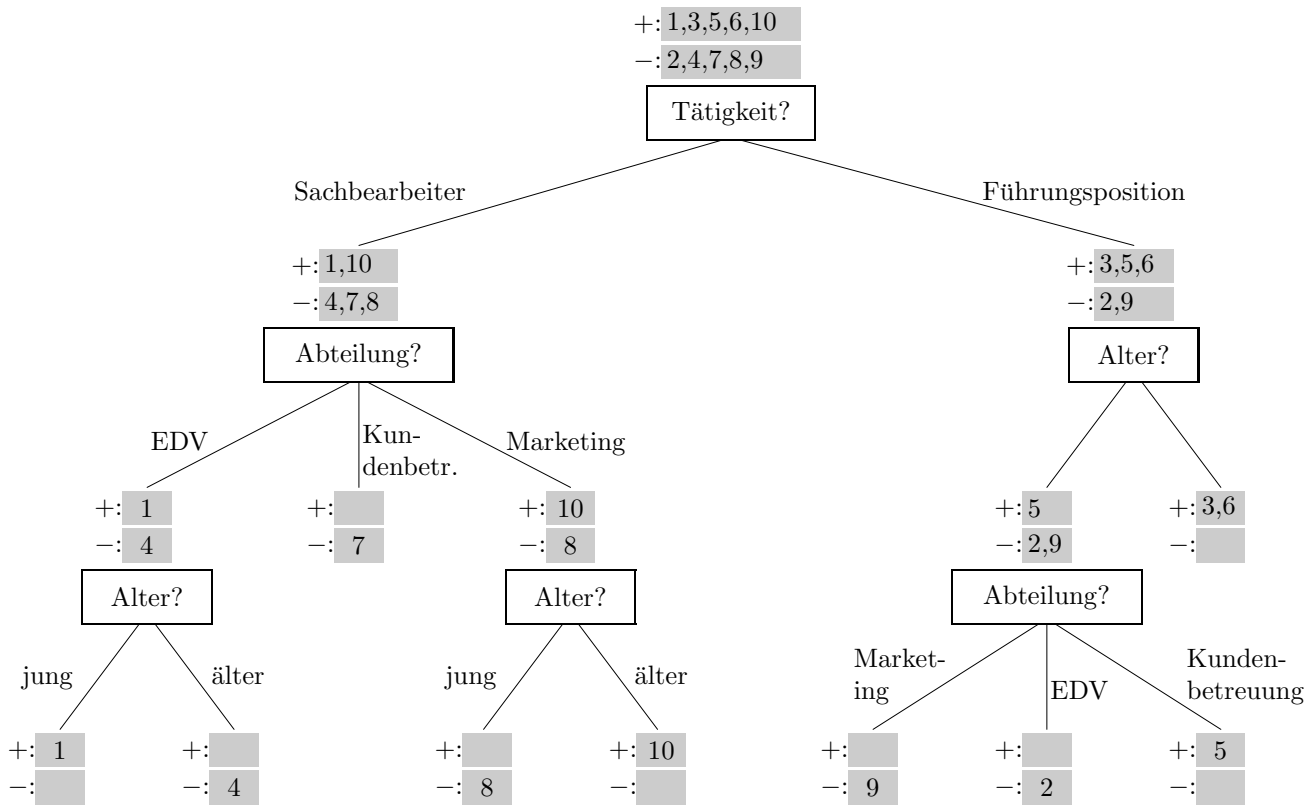 +: 1,3,5,6,10
−: 2,4,7,8,9
Tätigkeit?
Sachbearbeiter
Führungsposition
+: 1,10
−: 4,7,8
Abteilung?
+: 3,5,6
−: 2,9
Alter?
EDV
Kun-
denbetr.
Marketing
+: 1
−: 4
Alter?
+:
−: 7
+: 10
−: 8
Alter?
+: 5
−: 2,9
Abteilung?
+: 3,6
−:
jung
älter
jung
älter
Market-
ing
EDV
Kunden-
betreuung
+: 1
−:
+:
−: 4
+:
−: 8
+: 10
−:
+:
−: 9
+:
−: 2
+: 5
−: